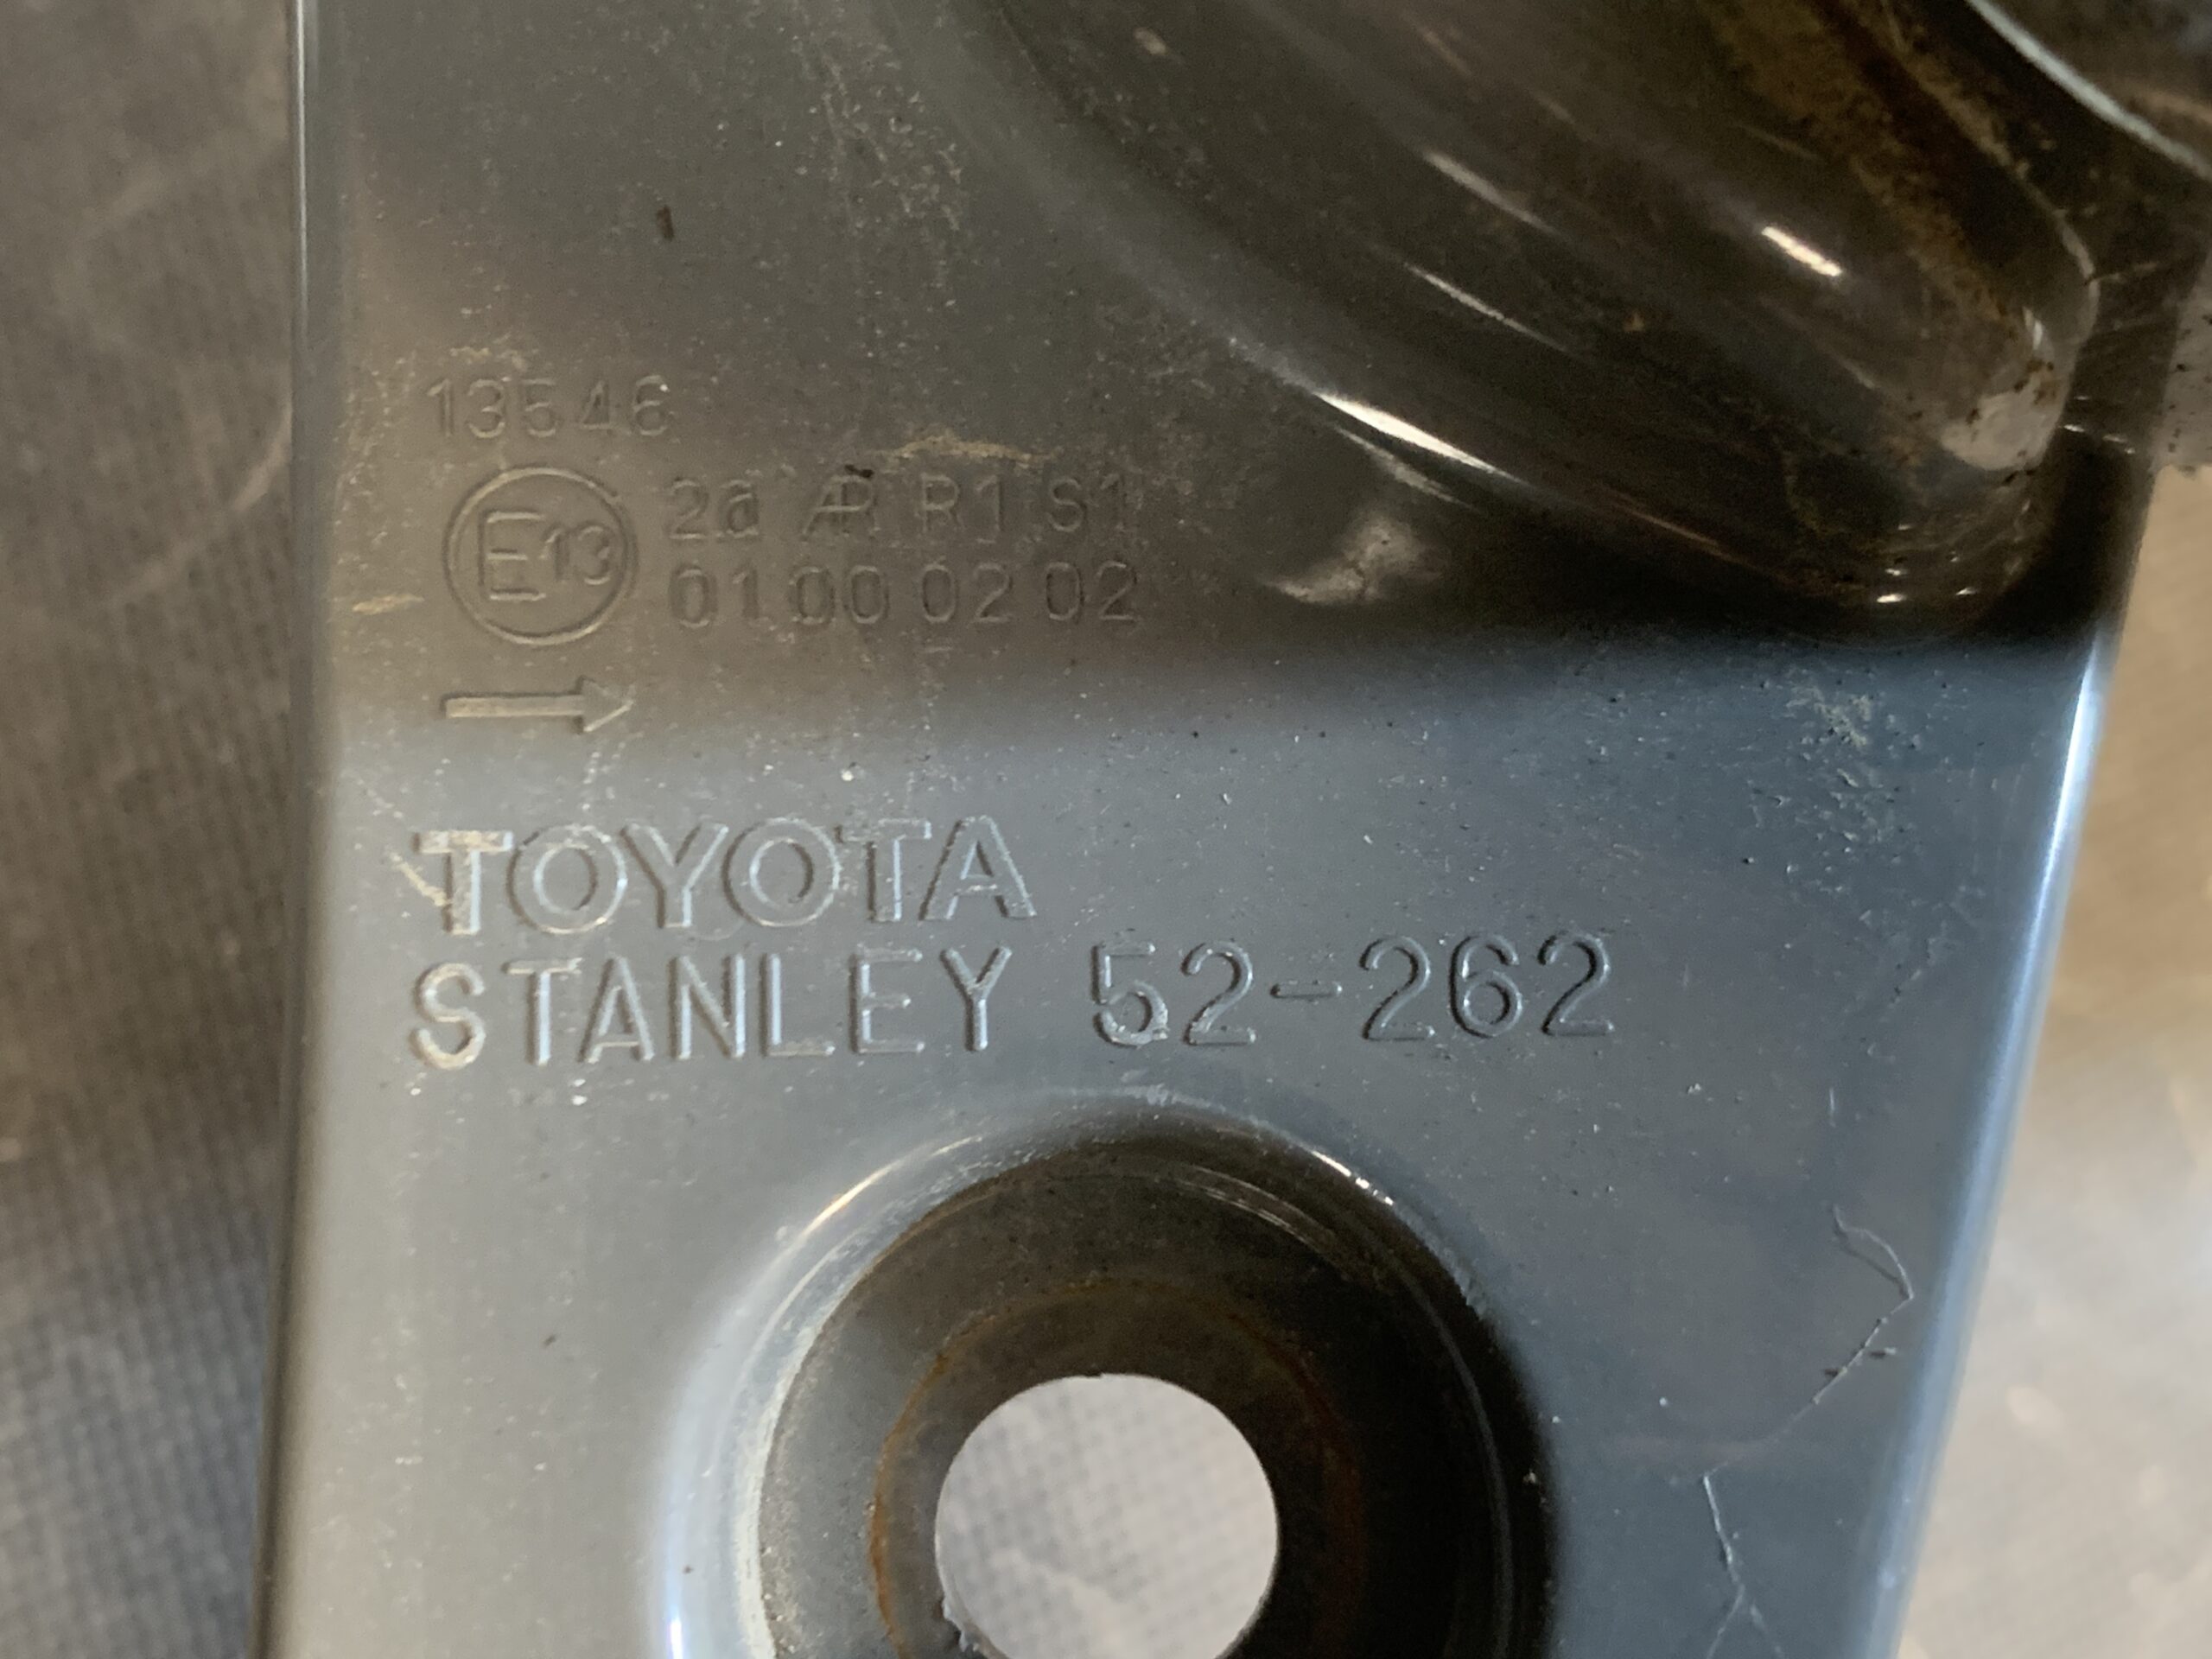 13546
E13 2a AR R1 S1
01 00 02 02
→
TOYOTA
STANLEY 52-262